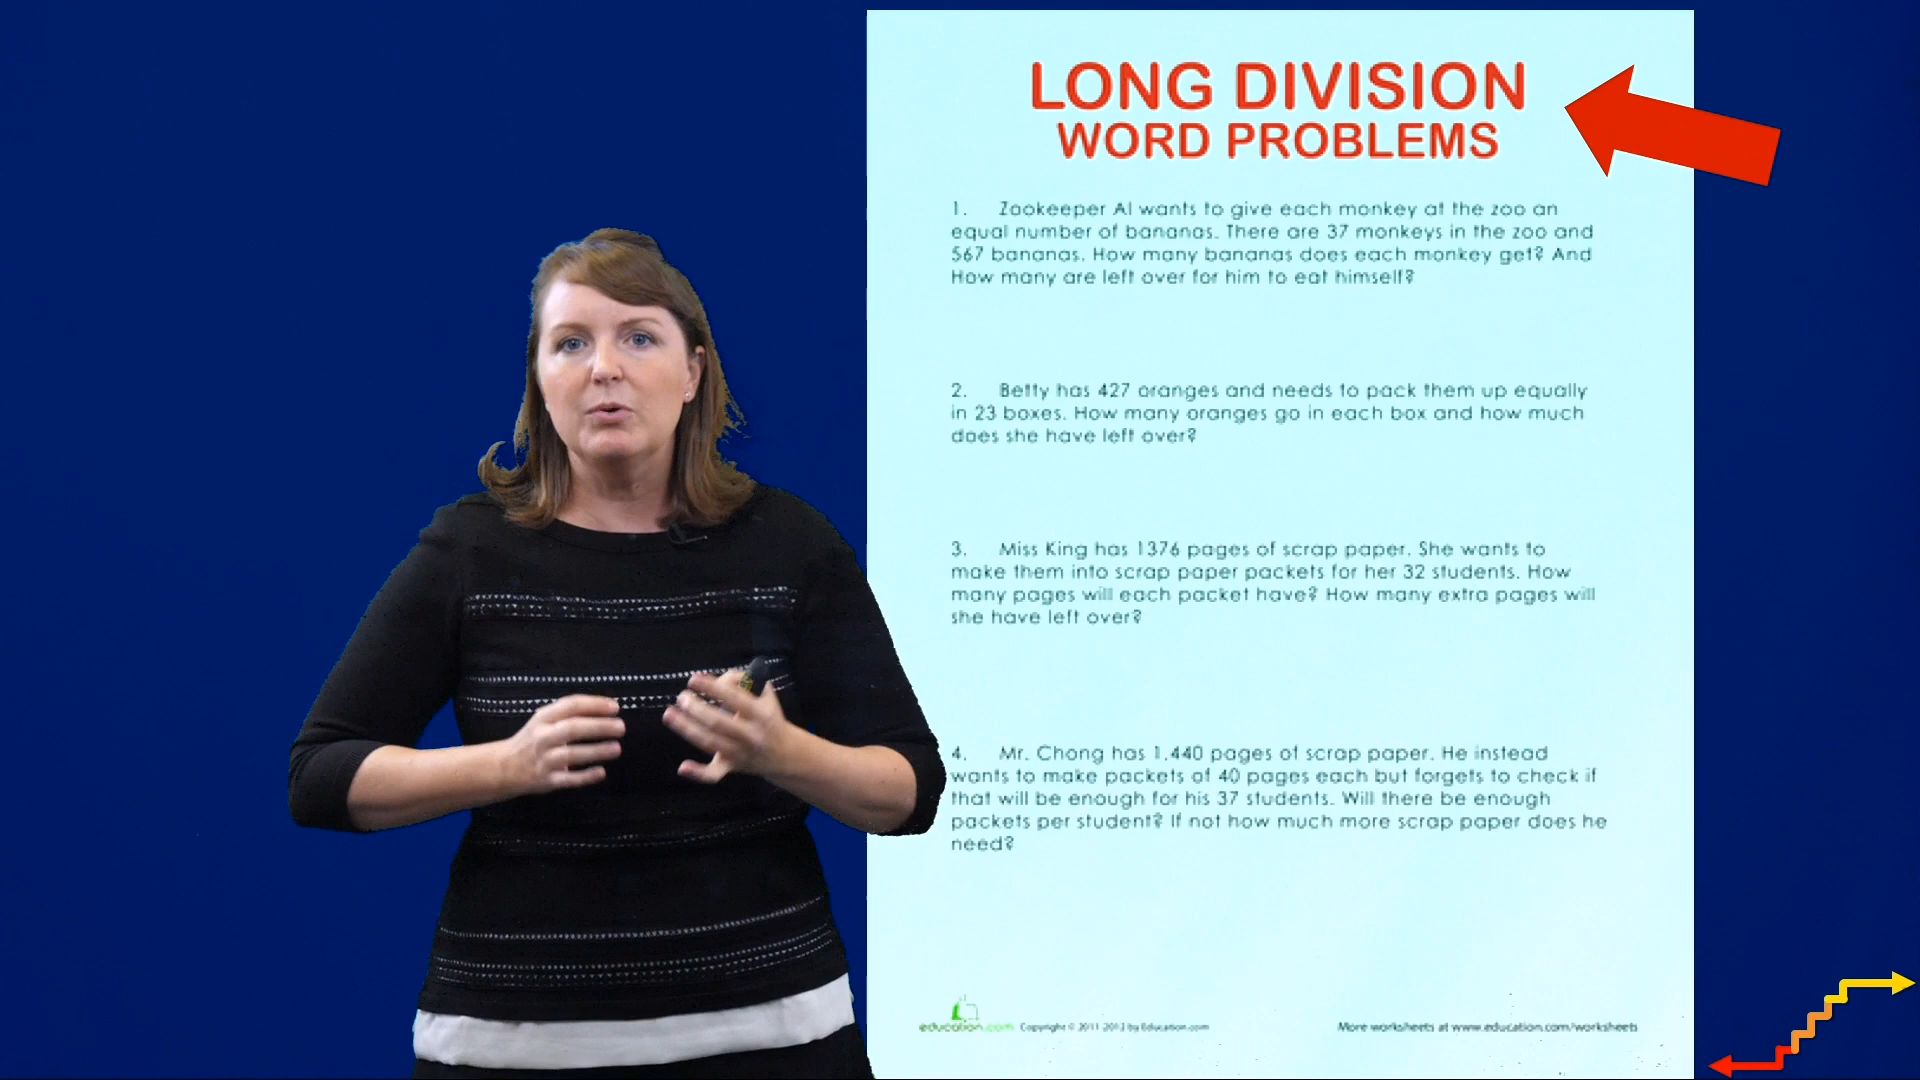 LONG DIVISION
WORD PROBLEMS
1. Zookeeper Al wants to give each monkey at the zoo an
equal number of bananas. There are 37 monkeys in the zoo and
567 bananas. How many bananas does each monkey get? And
How many are left over for him to eat himself?
2. Betty has 427 oranges and needs to pack them up equally
in 23 boxes. How many oranges go in each box and how much
does she have left over?
3. Miss King has 1376 pages of scrap paper. She wants to
make them into scrap paper packets for her 32 students. How
many pages will each packet have? How many extra pages will
she have left over?
4. Mr. Chong has 1,440 pages of scrap paper. He instead
wants to make packets of 40 pages each but forgets to check if
that will be enough for his 37 students. Will there be enough
packets per student? If not how much more scrap paper does he
need?
education.com Copyright © 2011-2012 by Education.com
More worksheets at www.education.com/worksheets